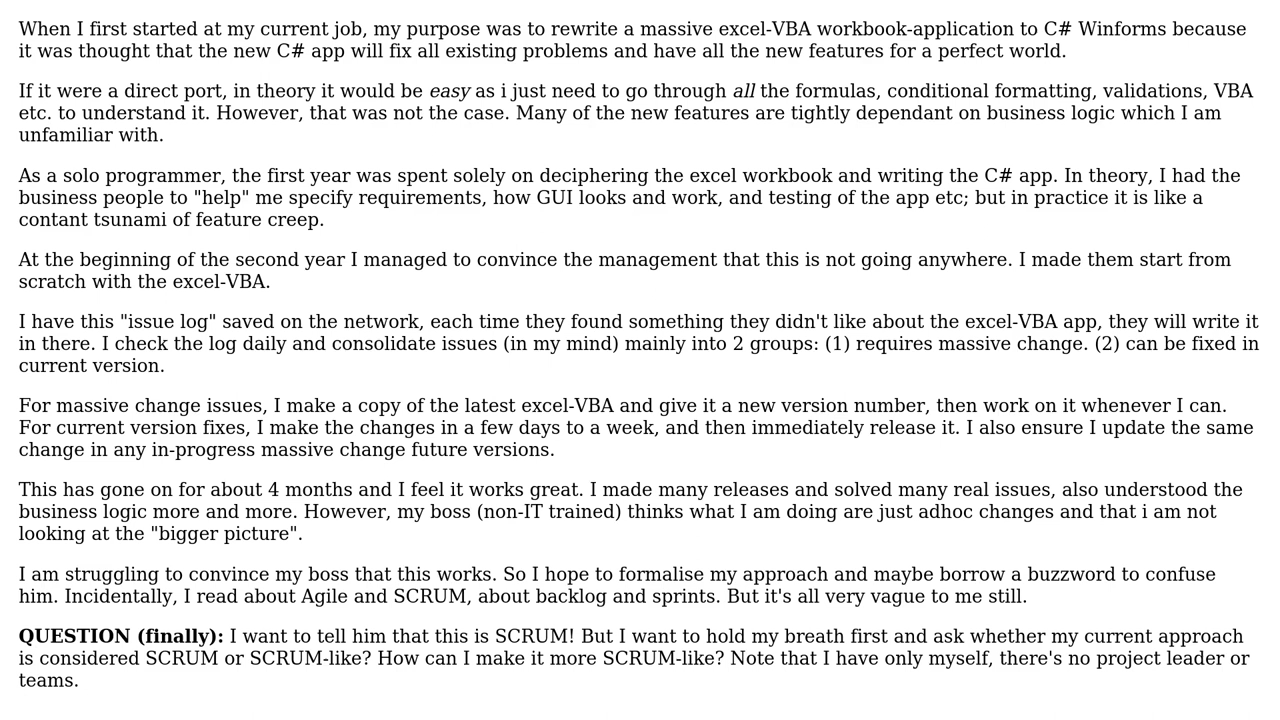 When I first started at my current job, my purpose was to rewrite a massive excel-VBA workbook-application to C# Winforms because
it was thought that the new C# app will fix all existing problems and have all the new features for a perfect world.
If it were a direct port, in theory it would be easy as i just need to go through all the formulas, conditional formatting, validations, VBA
etc. to understand it. However, that was not the case. Many of the new features are tightly dependant on business logic which I am
unfamiliar with.
As a solo programmer, the first year was spent solely on deciphering the excel workbook and writing the C# app. In theory, I had the
business people to "help" me specify requirements, how GUI looks and work, and testing of the app etc; but in practice it is like a
contant tsunami of feature creep.
At the beginning of the second year I managed to convince the management that this is not going anywhere. I made them start from
scratch with the excel-VBA.
I have this "issue log" saved on the network, each time they found something they didn't like about the excel-VBA app, they will write it
in there. I check the log daily and consolidate issues (in my mind) mainly into 2 groups: (1) requires massive change. (2) can be fixed in
current version.
For massive change issues, I make a copy of the latest excel-VBA and give it a new version number, then work on it whenever I can.
For current version fixes, I make the changes in a few days to a week, and then immediately release it. I also ensure I update the same
change in any in-progress massive change future versions.
This has gone on for about 4 months and I feel it works great. I made many releases and solved many real issues, also understood the
business logic more and more. However, my boss (non-IT trained) thinks what I am doing are just adhoc changes and that i am not
looking at the "bigger picture".
I am struggling to convince my boss that this works. So I hope to formalise my approach and maybe borrow a buzzword to confuse
him. Incidentally, I read about Agile and SCRUM, about backlog and sprints. But it's all very vague to me still.
QUESTION (finally): I want to tell him that this is SCRUM! But I want to hold my breath first and ask whether my current approach
is considered SCRUM or SCRUM-like? How can I make it more SCRUM-like? Note that I have only myself, there's no project leader or
teams.